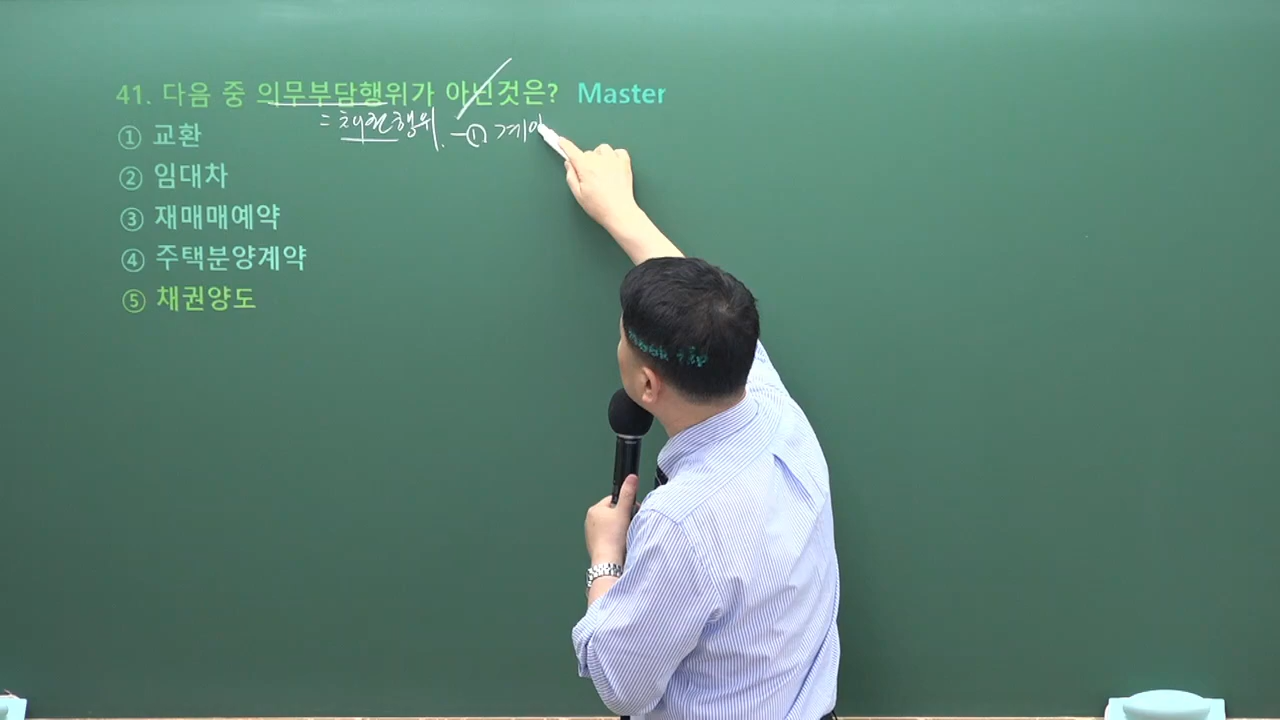 41. 다음 중 의무부담행위가 아닌것은? Master
= 채권행위. ① 계약
① 교환
② 임대차
③ 재매매예약
④ 주택분양계약
⑤ 채권양도